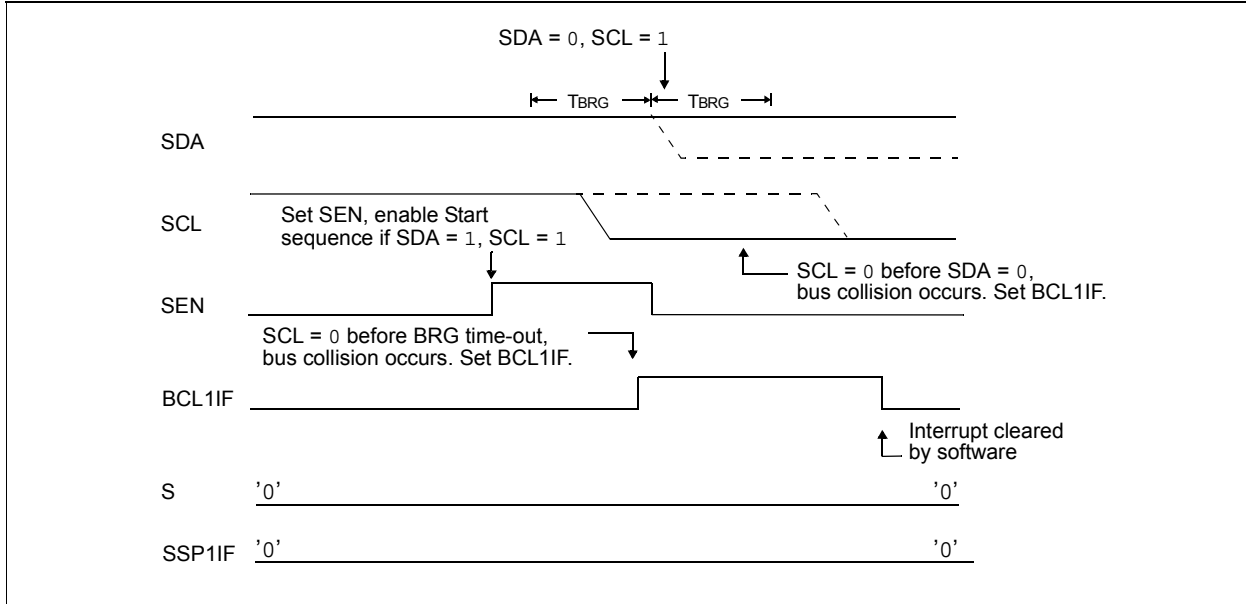 SDA = 0, SCL = 1
TBRG TBRG
SDA
SCL
Set SEN, enable Start
sequence if SDA = 1, SCL = 1
SCL = 0 before SDA = 0,
bus collision occurs. Set BCL1IF.
SEN
SCL = 0 before BRG time-out,
bus collision occurs. Set BCL1IF.
BCL1IF
Interrupt cleared
by software
S '0' '0'
SSP1IF '0' '0'